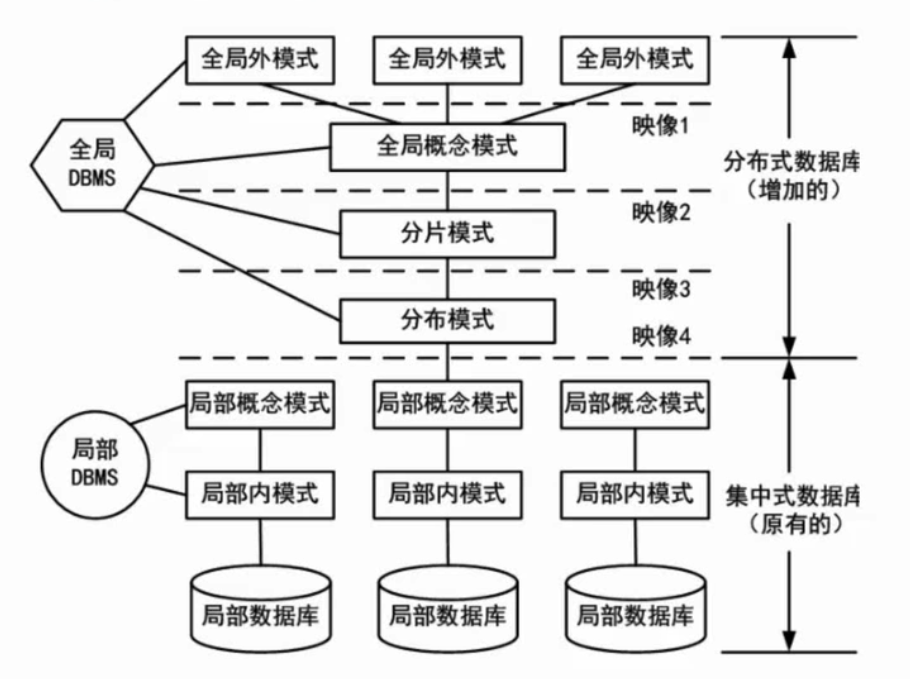 全局外模式 全局外模式 全局外模式
映像1
全局
DBMS
全局概念模式
分布式数据库
（增加的）
映像2
分片模式
映像3
分布模式
映像4
局部概念模式 局部概念模式 局部概念模式
局部
DBMS
局部内模式 局部内模式 局部内模式
集中式数据库
（原有的）
局部数据库 局部数据库 局部数据库